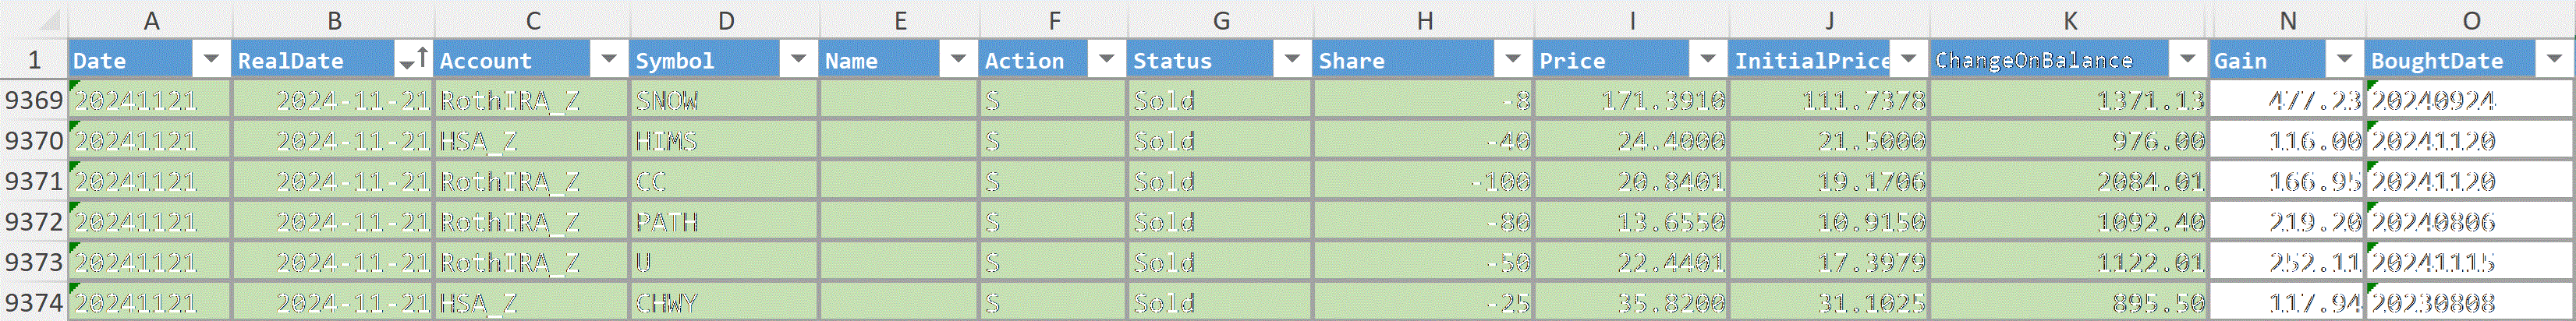 A B C D E F G H I J K N O
1 Date RealDate Account Symbol Name Action Status Share Price InitialPrice ChangeOnBalance Gain BoughtDate
9369 20241121 2024-11-21 RothIRA_Z SNOW S Sold -8 171.3910 111.7378 1371.13 477.23 20240924
9370 20241121 2024-11-21 HSA_Z HIMS S Sold -40 24.4000 21.5000 976.00 116.00 20241120
9371 20241121 2024-11-21 RothIRA_Z CC S Sold -100 20.8401 19.1706 2084.01 166.95 20241120
9372 20241121 2024-11-21 RothIRA_Z PATH S Sold -80 13.6550 10.9150 1092.40 219.20 20240806
9373 20241121 2024-11-21 RothIRA_Z U S Sold -50 22.4401 17.3979 1122.01 252.11 20241115
9374 20241121 2024-11-21 HSA_Z CHWY S Sold -25 35.8200 31.1025 895.50 117.94 20230808